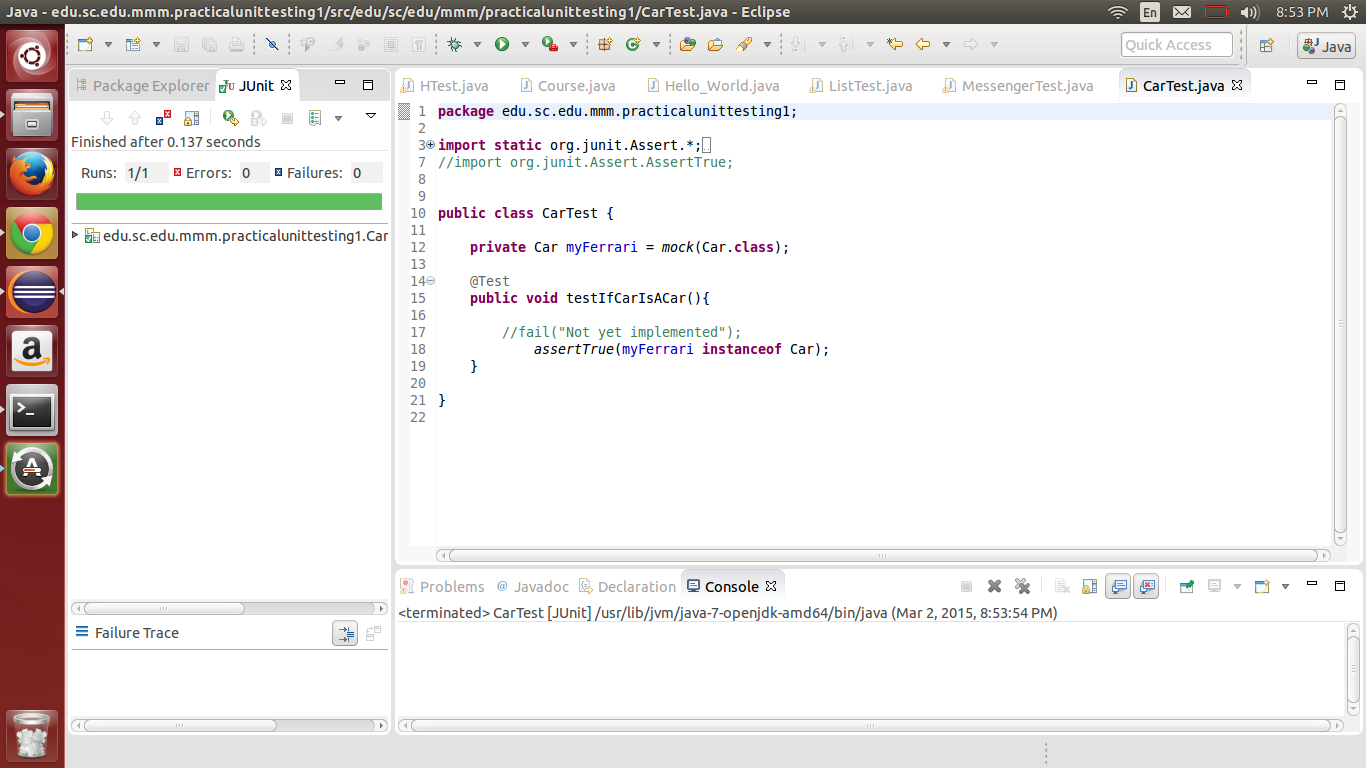 Java - edu.sc.edu.mmm.practicalunittesting1/src/edu/sc/edu/mmm/practicalunittesting1/CarTest.java - Eclipse
En
8:53 PM
Quick Access
Java
Package Explorer
JUnit
Finished after 0.137 seconds
Runs: 1/1 Errors: 0 Failures: 0
edu.sc.edu.mmm.practicalunittesting1.Car
Failure Trace
HTest.java Course.java Hello_World.java ListTest.java MessengerTest.java CarTest.java
1 package edu.sc.edu.mmm.practicalunittesting1;
2
3 import static org.junit.Assert.*;
7 //import org.junit.Assert.AssertTrue;
8
9
10 public class CarTest {
11
12 private Car myFerrari = mock(Car.class);
13
14 @Test
15 public void testIfCarIsACar(){
16
17 //fail("Not yet implemented");
18 assertTrue(myFerrari instanceof Car);
19 }
20
21 }
22
Problems @ Javadoc Declaration Console
<terminated> CarTest [JUnit] /usr/lib/jvm/java-7-openjdk-amd64/bin/java (Mar 2, 2015, 8:53:54 PM)